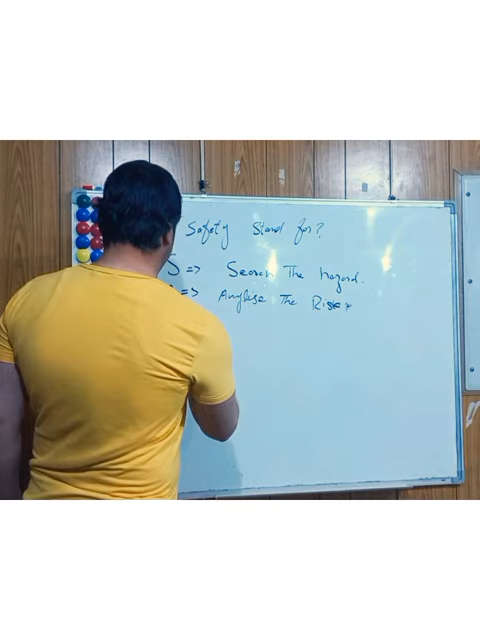 Safety Stand for?
S => Search The hazard.
=> Anylise The Risk